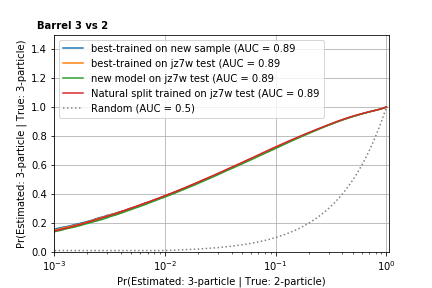 Barrel 3 vs 2
Pr(Estimated: 3-particle | True: 3-particle)
1.4
1.2
1.0
0.8
0.6
0.4
0.2
0.0
best-trained on new sample (AUC = 0.89
best-trained on jz7w test (AUC = 0.89
new model on jz7w test (AUC = 0.89
Natural split trained on jz7w test (AUC = 0.89
Random (AUC = 0.5)
10⁻³
10⁻²
10⁻¹
10⁰
Pr(Estimated: 3-particle | True: 2-particle)